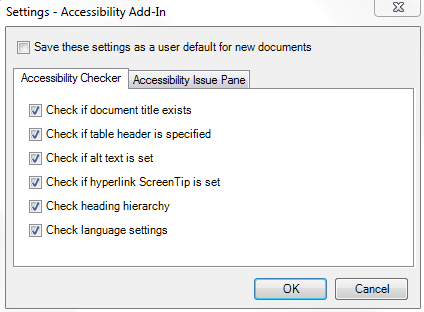 Settings - Accessibility Add-In
Save these settings as a user default for new documents
Accessibility Checker
Accessibility Issue Pane
Check if document title exists
Check if table header is specified
Check if alt text is set
Check if hyperlink ScreenTip is set
Check heading hierarchy
Check language settings
OK
Cancel